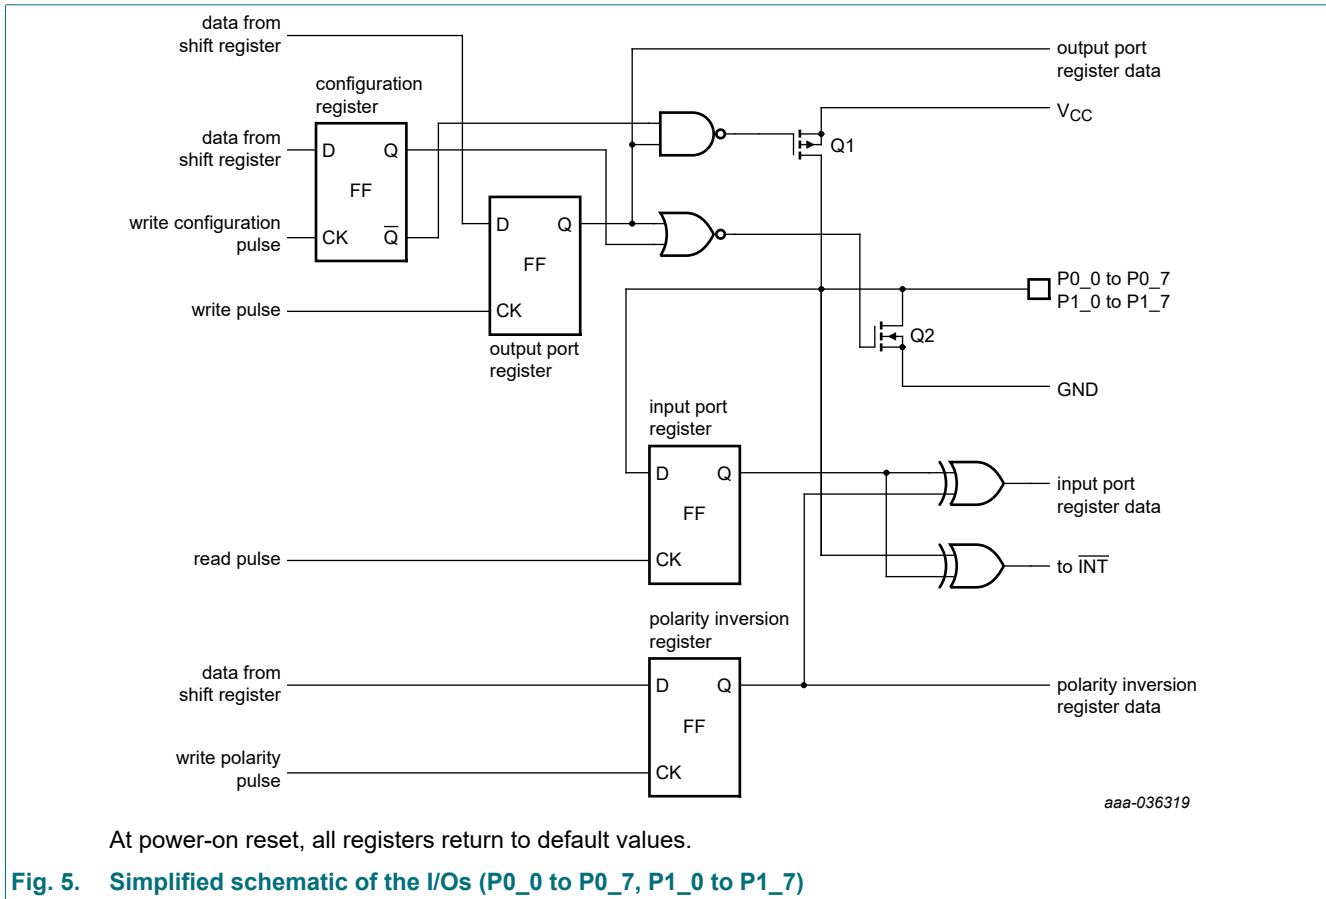 data from
shift register
output port
register data
configuration
register
VCC
data from
shift register
D
Q
Q1
FF
write configuration
pulse
CK
Q
D
Q
FF
P0_0 to P0_7
P1_0 to P1_7
write pulse
CK
Q2
output port
register
GND
input port
register
D
Q
input port
register data
FF
read pulse
CK
to INT
polarity inversion
register
data from
shift register
D
Q
polarity inversion
register data
FF
write polarity
pulse
CK
aaa-036319
At power-on reset, all registers return to default values.
Fig. 5. Simplified schematic of the I/Os (P0_0 to P0_7, P1_0 to P1_7)